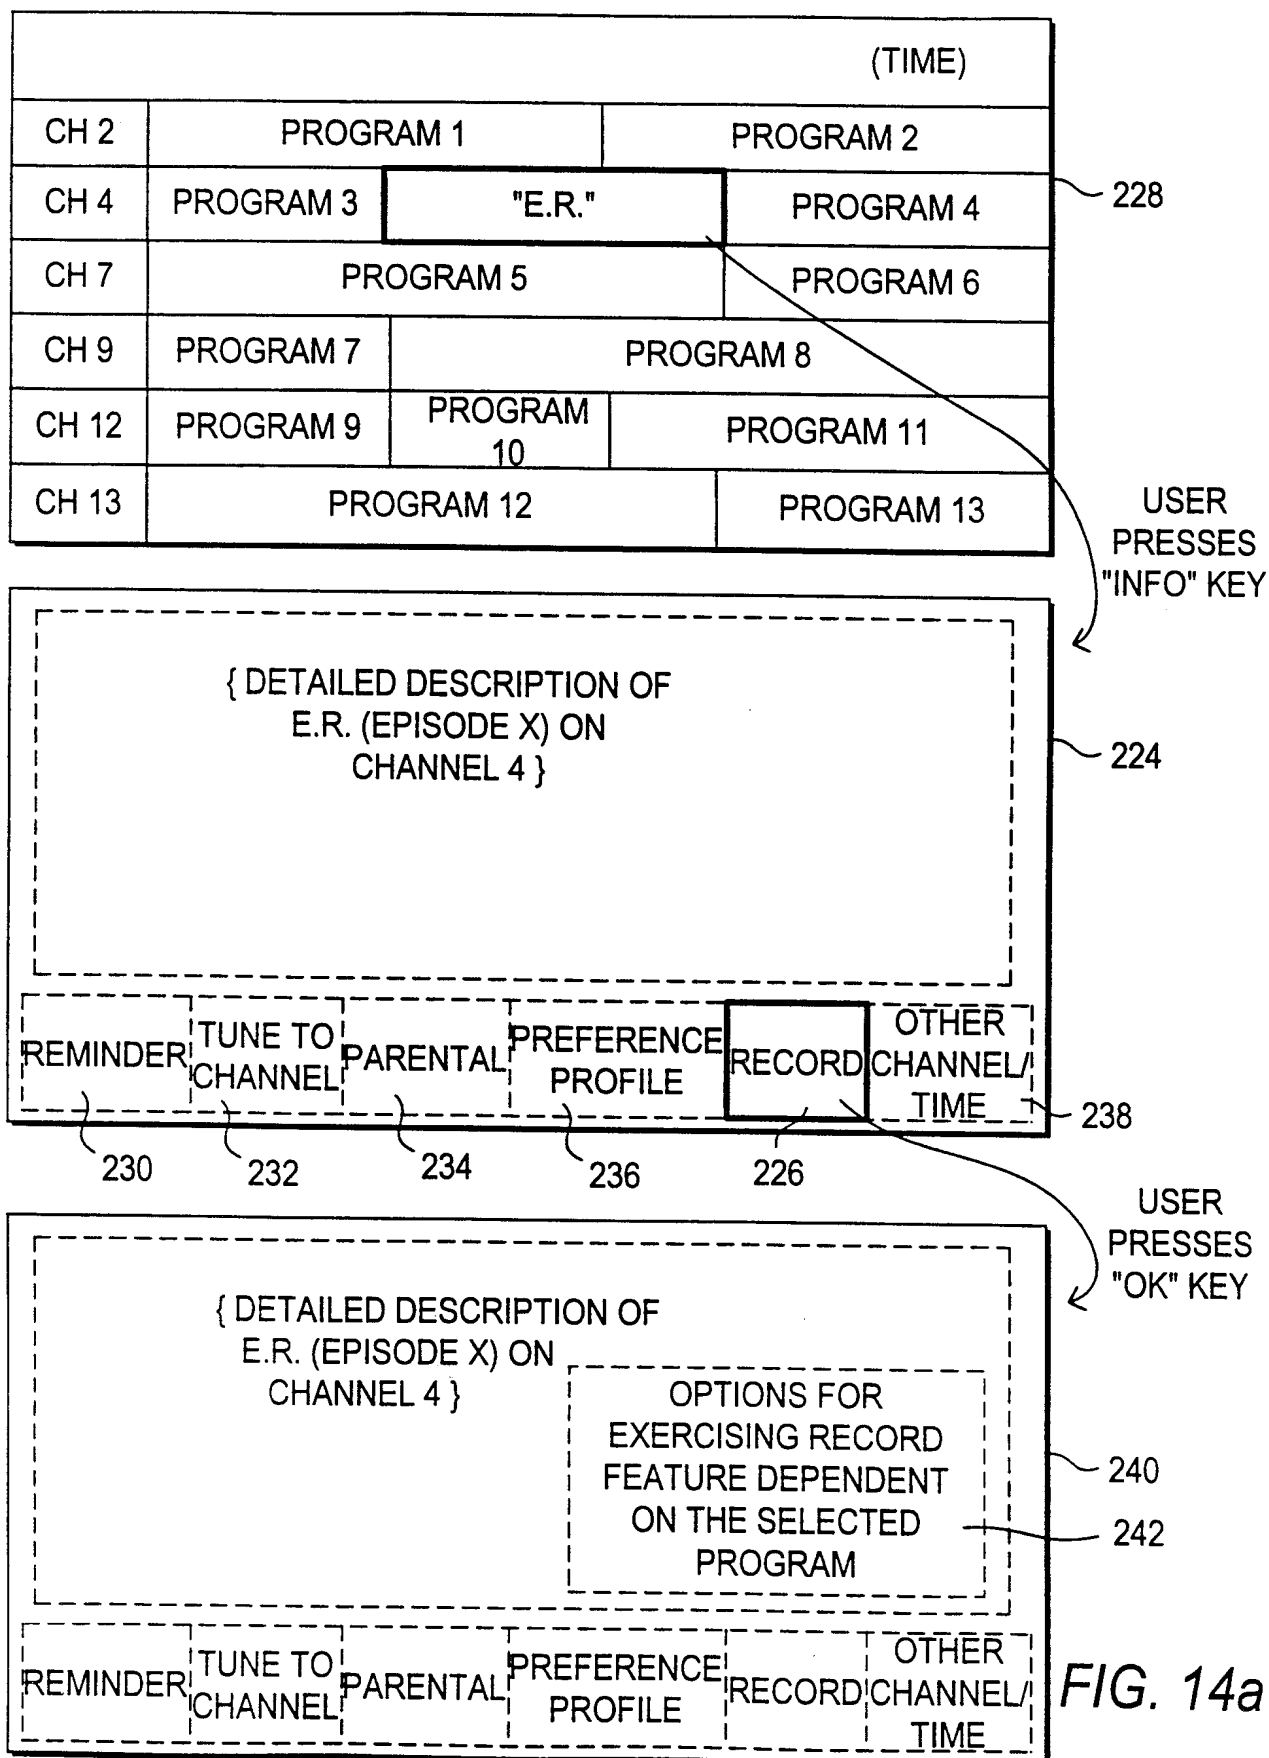 (TIME)
CH 2 PROGRAM 1 PROGRAM 2
CH 4 PROGRAM 3 "E.R." PROGRAM 4
228
CH 7 PROGRAM 5 PROGRAM 6
CH 9 PROGRAM 7 PROGRAM 8
CH 12 PROGRAM 9 PROGRAM
10
PROGRAM 11
CH 13 PROGRAM 12 PROGRAM 13
USER
PRESSES
"INFO" KEY
{ DETAILED DESCRIPTION OF
E.R. (EPISODE X) ON
CHANNEL 4 }
224
REMINDER
TUNE TO
CHANNEL
PARENTAL
PREFERENCE
PROFILE
RECORD
OTHER
CHANNEL/
TIME
238
230
232
234
236
226
USER
PRESSES
"OK" KEY
{ DETAILED DESCRIPTION OF
E.R. (EPISODE X) ON
CHANNEL 4 }
OPTIONS FOR
EXERCISING RECORD
FEATURE DEPENDENT
ON THE SELECTED
PROGRAM
240
242
REMINDER
TUNE TO
CHANNEL
PARENTAL
PREFERENCE
PROFILE
RECORD
OTHER
CHANNEL/
TIME
FIG. 14a